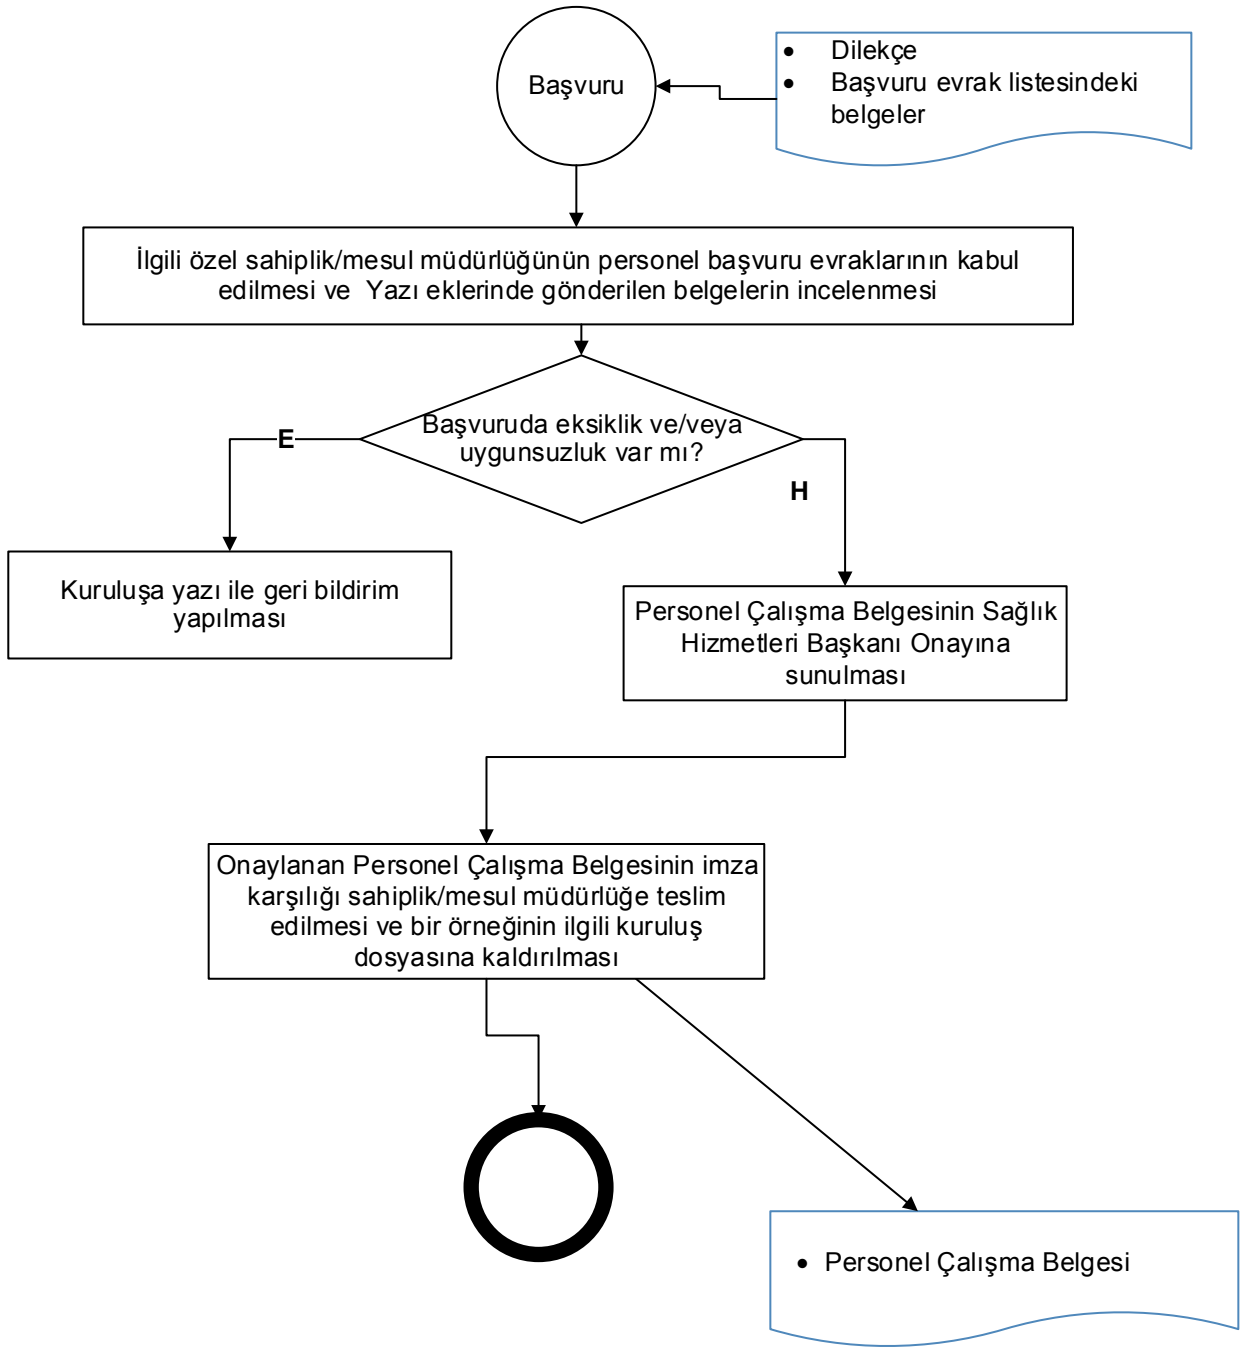 Başvuru
• Dilekçe
• Başvuru evrak listesindeki
belgeler
İlgili özel sahiplik/mesul müdürlüğünün personel başvuru evraklarının kabul
edilmesi ve  Yazı eklerinde gönderilen belgelerin incelenmesi
Başvuruda eksiklik ve/veya
uygunsuzluk var mı?
E
H
Kuruluşa yazı ile geri bildirim
yapılması
Personel Çalışma Belgesinin Sağlık
Hizmetleri Başkanı Onayına
sunulması
Onaylanan Personel Çalışma Belgesinin imza
karşılığı sahiplik/mesul müdürlüğe teslim
edilmesi ve bir örneğinin ilgili kuruluş
dosyasına kaldırılması
• Personel Çalışma Belgesi